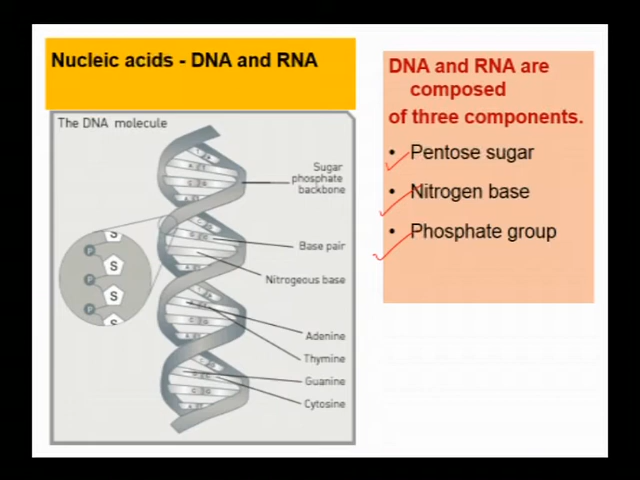 Nucleic acids - DNA and RNA
DNA and RNA are
composed
of three components.
• Pentose sugar
• Nitrogen base
• Phosphate group
The DNA molecule
Sugar
phosphate
backbone
Base pair
Nitrogeous base
Adenine
Thymine
Guanine
Cytosine
S
P
S
P
S
P
S